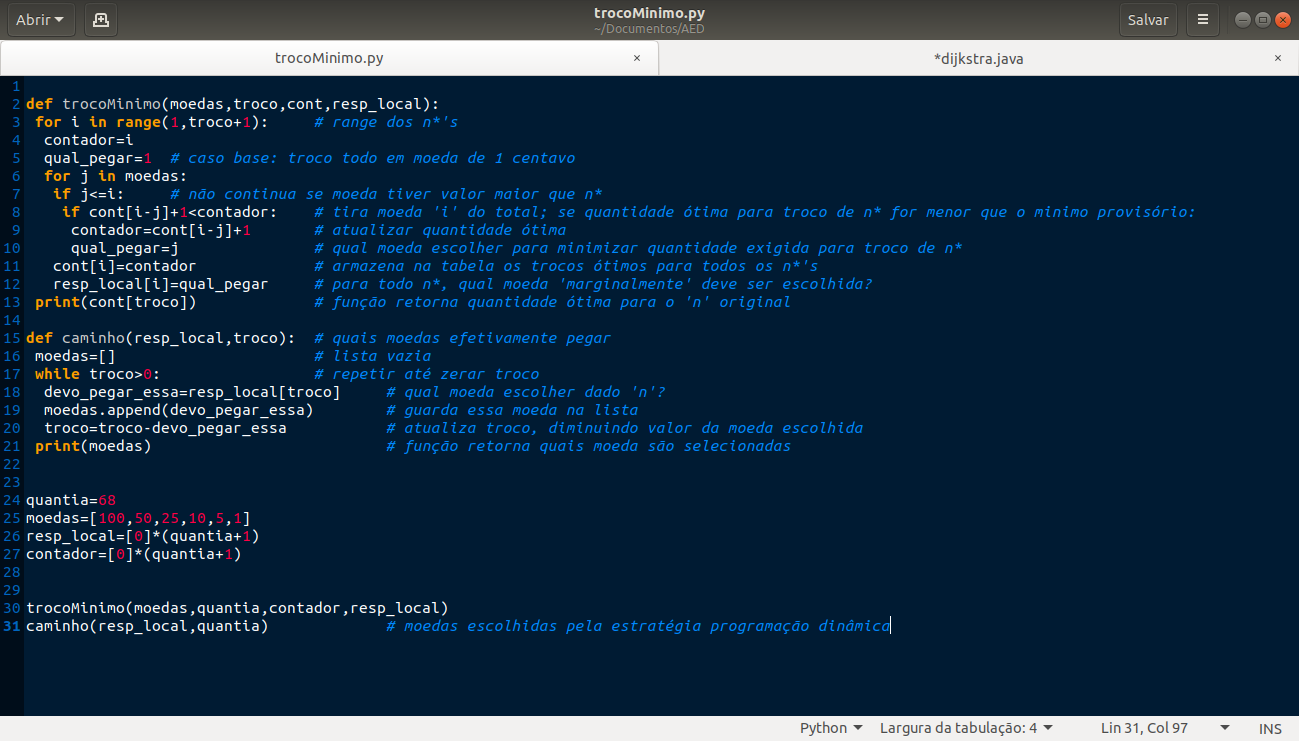 Abrir
trocoMinimo.py
~/Documentos/AED
Salvar
trocoMinimo.py ×
*dijkstra.java ×
1
2 def trocoMinimo(moedas,troco,cont,resp_local):
3  for i in range(1,troco+1):     # range dos n*'s
4   contador=i
5   qual_pegar=1  # caso base: troco todo em moeda de 1 centavo
6   for j in moedas:
7    if j<=i:     # não continua se moeda tiver valor maior que n*
8     if cont[i-j]+1<contador:    # tira moeda 'i' do total; se quantidade ótima para troco de n* for menor que o minimo provisório:
9      contador=cont[i-j]+1       # atualizar quantidade ótima
10      qual_pegar=j               # qual moeda escolher para minimizar quantidade exigida para troco de n*
11    cont[i]=contador             # armazena na tabela os trocos ótimos para todos os n*'s
12    resp_local[i]=qual_pegar     # para todo n*, qual moeda 'marginalmente' deve ser escolhida?
13  print(cont[troco])             # função retorna quantidade ótima para o 'n' original
14
15 def caminho(resp_local,troco):  # quais moedas efetivamente pegar
16  moedas=[]                      # lista vazia
17  while troco>0:                 # repetir até zerar troco
18   devo_pegar_essa=resp_local[troco]     # qual moeda escolher dado 'n'?
19   moedas.append(devo_pegar_essa)        # guarda essa moeda na lista
20   troco=troco-devo_pegar_essa           # atualiza troco, diminuindo valor da moeda escolhida
21  print(moedas)                          # função retorna quais moeda são selecionadas
22
23
24 quantia=68
25 moedas=[100,50,25,10,5,1]
26 resp_local=[0]*(quantia+1)
27 contador=[0]*(quantia+1)
28
29
30 trocoMinimo(moedas,quantia,contador,resp_local)
31 caminho(resp_local,quantia)             # moedas escolhidas pela estratégia programação dinâmica
Python Largura da tabulação: 4 Lin 31, Col 97 INS